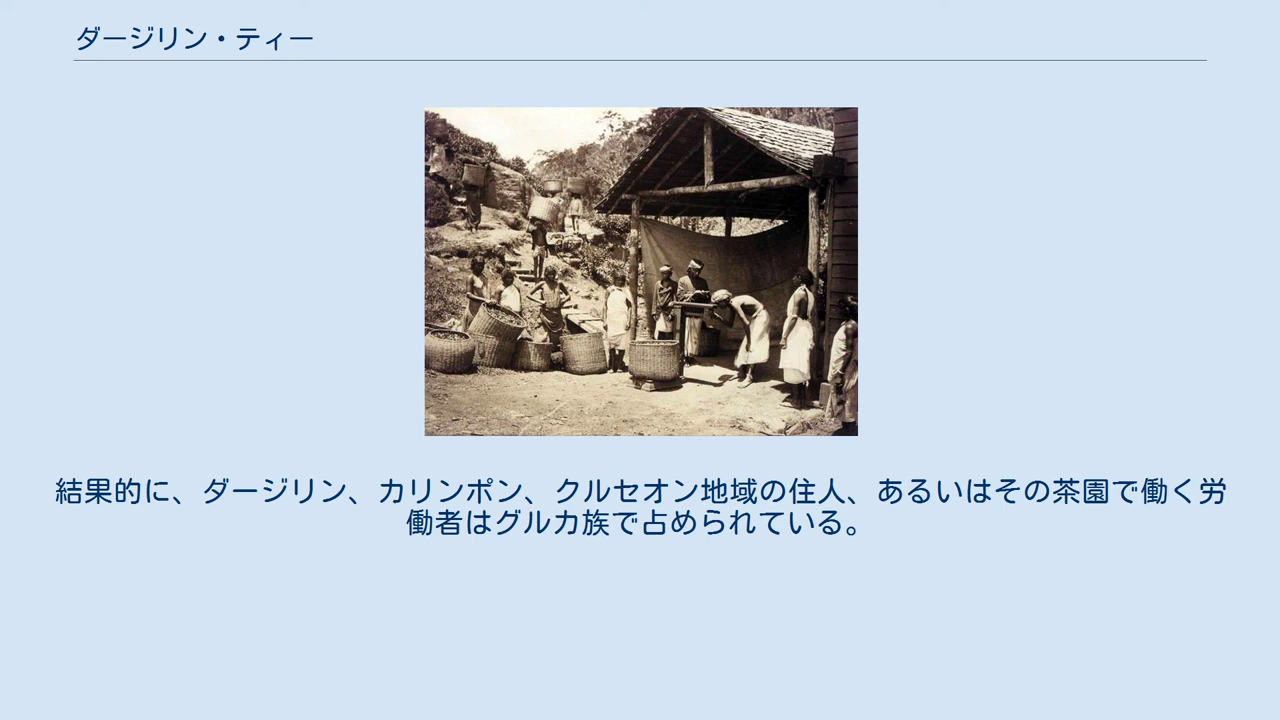 ダージリン・ティー
結果的に、ダージリン、カリンポン、クルセオン地域の住人、あるいはその茶園で働く労
働者はグルカ族で占められている。